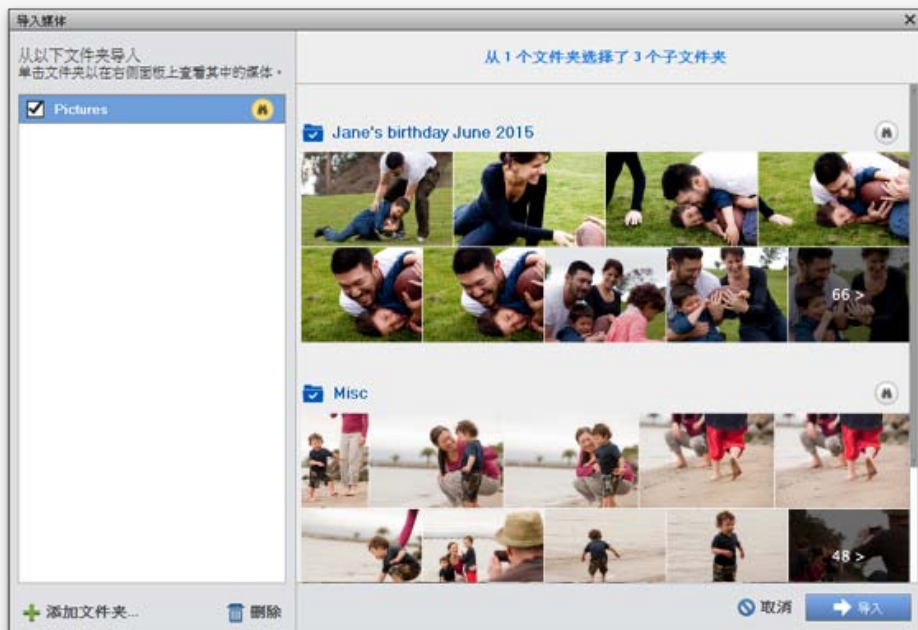 导入媒体
从以下文件夹导入
单击文件夹以在右侧面板上查看其中的媒体。
Pictures
添加文件夹...
删除
从 1 个文件夹选择了 3 个子文件夹
Jane's birthday June 2015
66 >
Misc
48 >
取消
导入